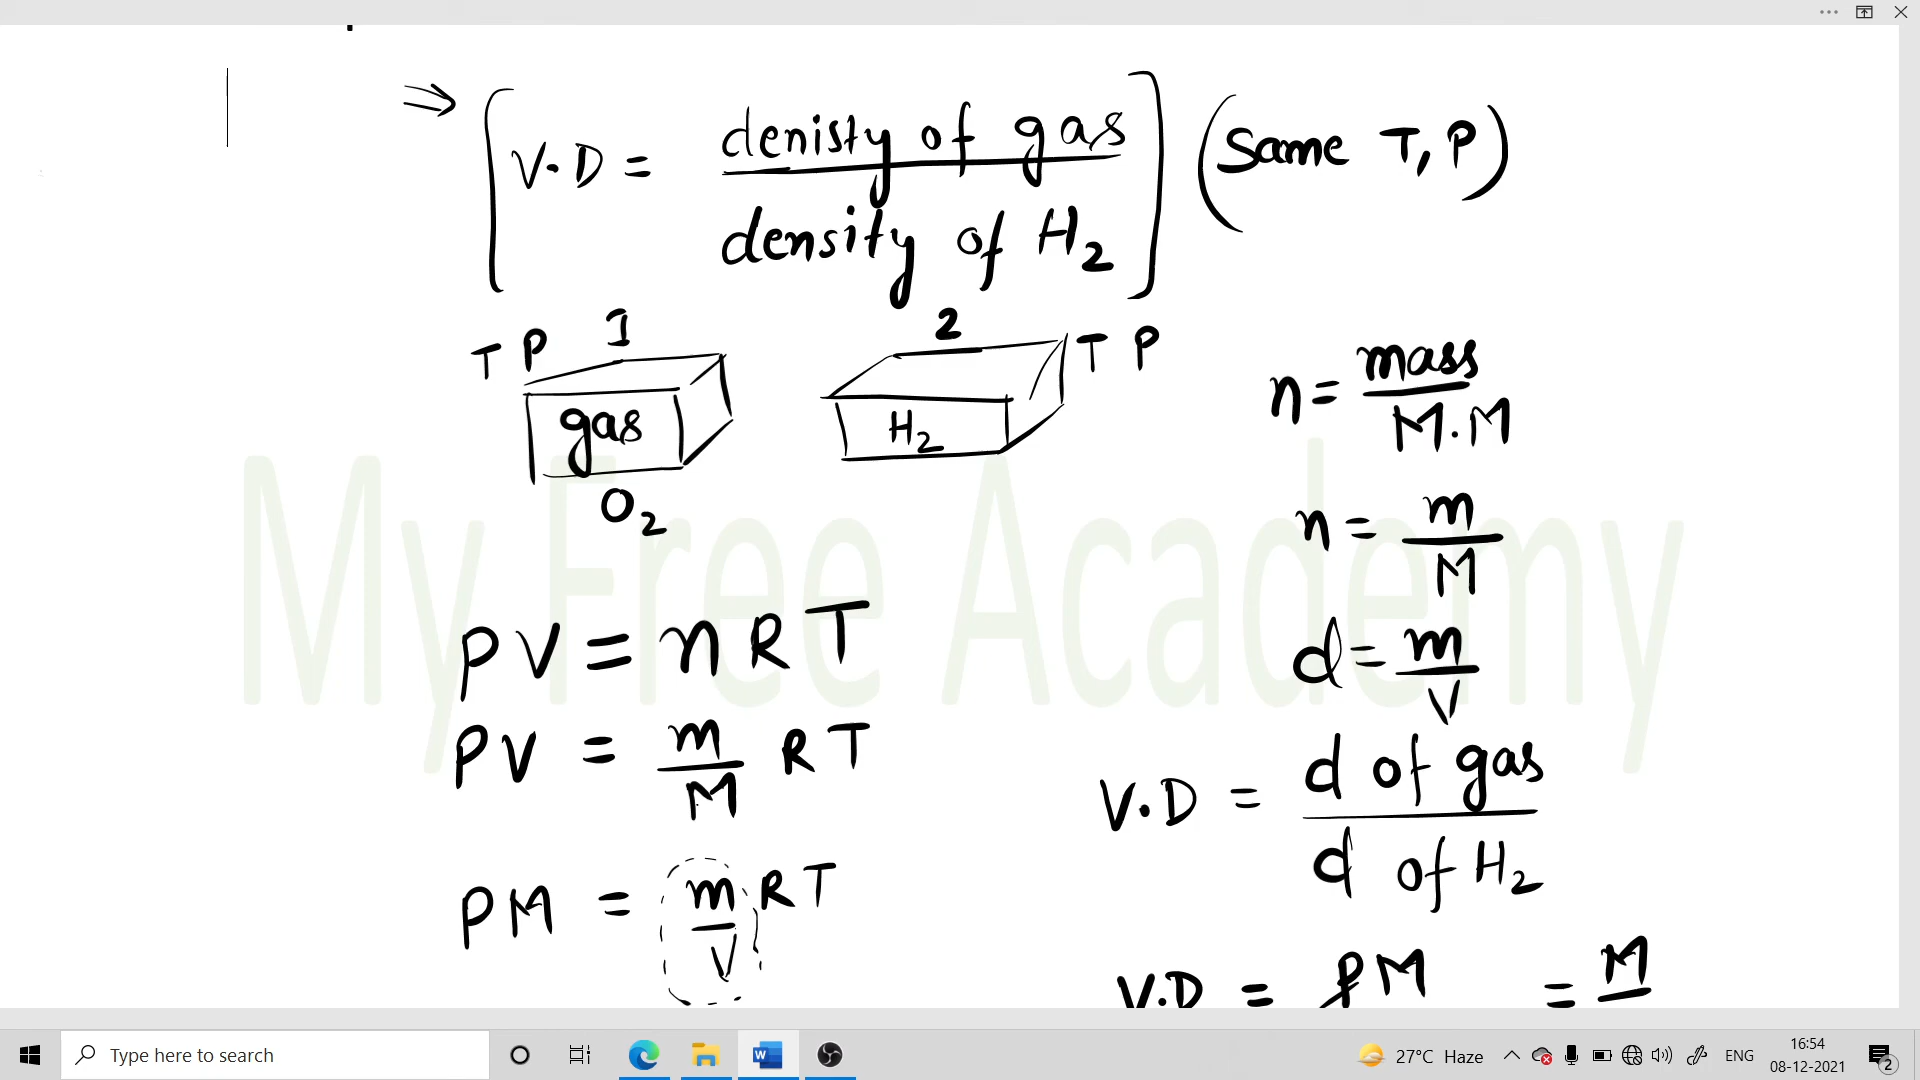 ⇒ [V.D = denisty of gas / density of H2] (Same T, P)
T P 1
2 T P
gas
H2
O2
n = mass / M.M
n = m / M
d = m / V
PV = nRT
PV = m/M RT
PM = m/V RT
V.D = d of gas / d of H2
V.D = PM = M
My Free Academy
Type here to search
27°C Haze
ENG
16:54
08-12-2021
2